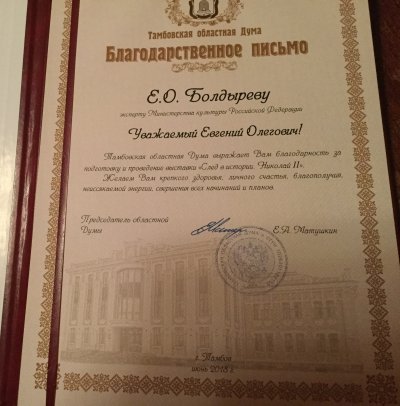 Тамбовская областная Дума
Благодарственное письмо
Е.О. Болдыреву
эксперту Министерства культуры Российской Федерации
Уважаемый Евгений Олегович!
Тамбовская областная Дума выражает Вам благодарность за
подготовку и проведение выставки «След в истории. Николай II».
Желаем Вам крепкого здоровья, личного счастья, благополучия,
неиссякаемой энергии, свершения всех начинаний и планов.
Председатель областной
Думы
Е.А. Матушкин
г. Тамбов
июнь 2018 г.